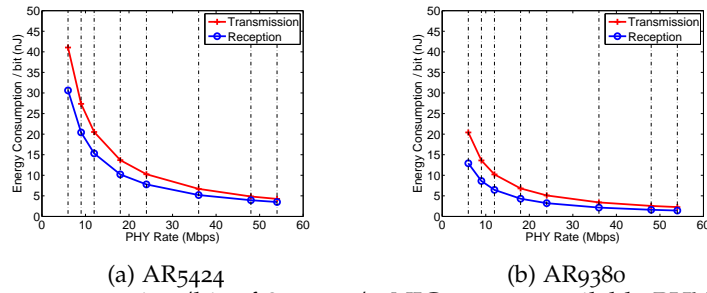 Energy Consumption / bit (nJ)
50
45
40
35
30
25
20
15
10
5
0
0 10 20 30 40 50 60
PHY Rate (Mbps)
Transmission
Reception
(a) AR5424
Energy Consumption / bit (nJ)
50
45
40
35
30
25
20
15
10
5
0
0 10 20 30 40 50 60
PHY Rate (Mbps)
Transmission
Reception
(b) AR9380